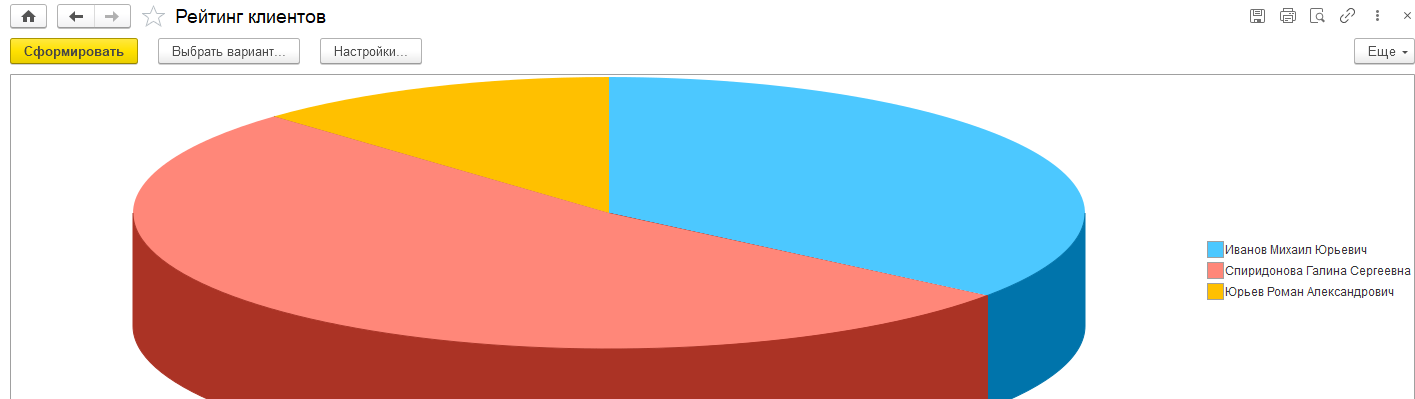 Рейтинг клиентов
Сформировать Выбрать вариант... Настройки... Еще
Иванов Михаил Юрьевич
Спиридонова Галина Сергеевна
Юрьев Роман Александрович